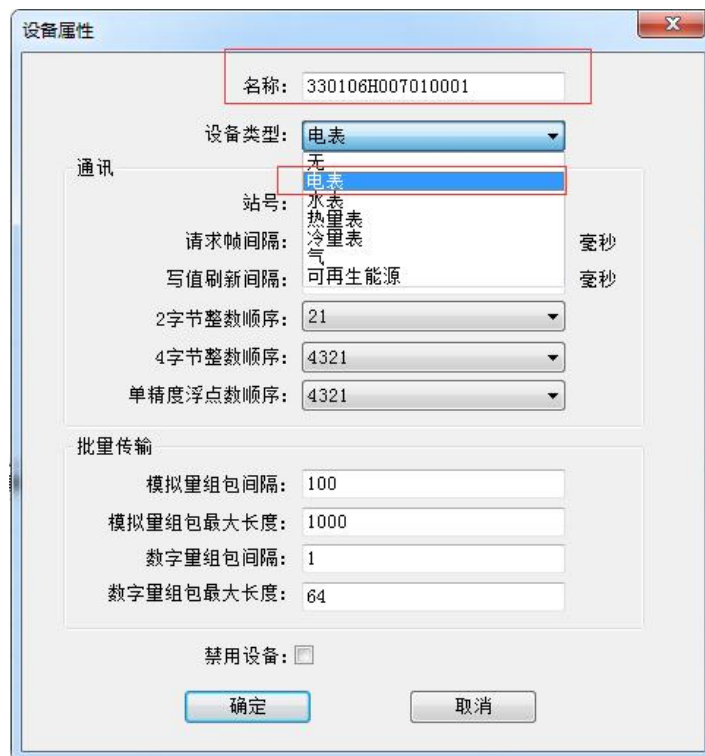 设备属性
名称： 330106H007010001
设备类型： 电表
无
通讯
电表
站号： 水表
热量表
请求帧间隔： 冷量表 毫秒
气
写值刷新间隔： 可再生能源 毫秒
2字节整数顺序： 21
4字节整数顺序： 4321
单精度浮点数顺序： 4321
批量传输
模拟量组包间隔： 100
模拟量组包最大长度： 1000
数字量组包间隔： 1
数字量组包最大长度： 64
禁用设备：
确定 取消